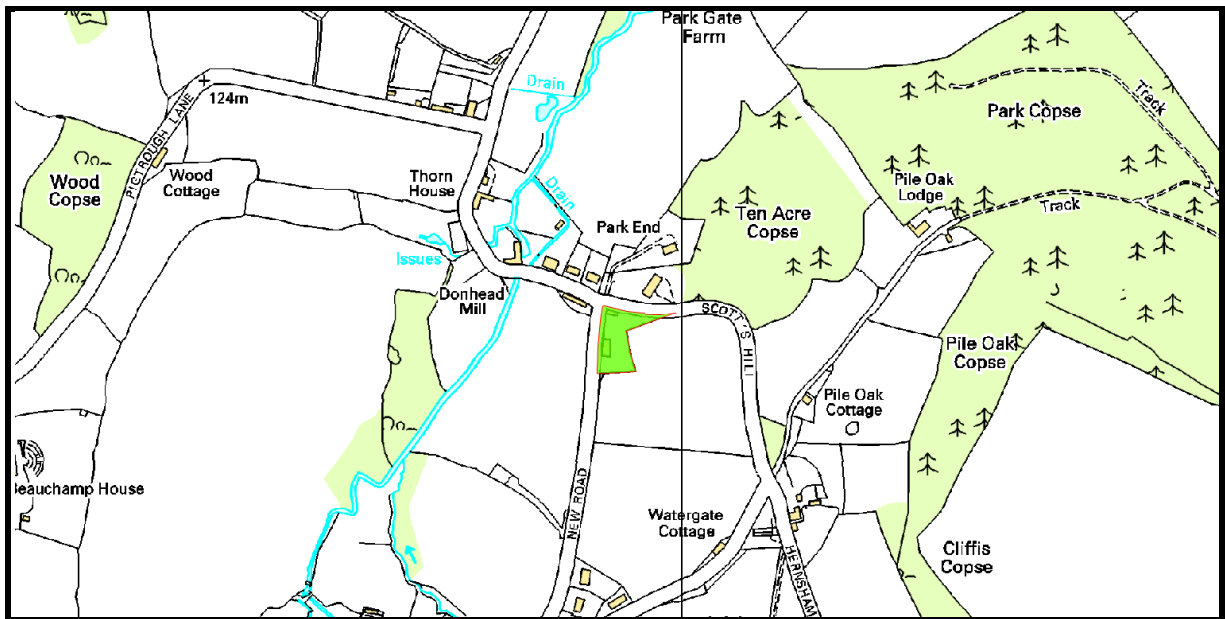 Park Gate
Farm
Drain
124m
PICTROUGH LANE
Wood
Copse
Wood
Cottage
Thorn
House
Drain
Issues
Donhead
Mill
Park End
Ten Acre
Copse
Park Copse
Track
Pile Oak
Lodge
Track
SCOTT'S HILL
Pile Oak
Copse
Pile Oak
Cottage
Beauchamp House
NEW ROAD
Watergate
Cottage
HERNSHAM
Cliffis
Copse